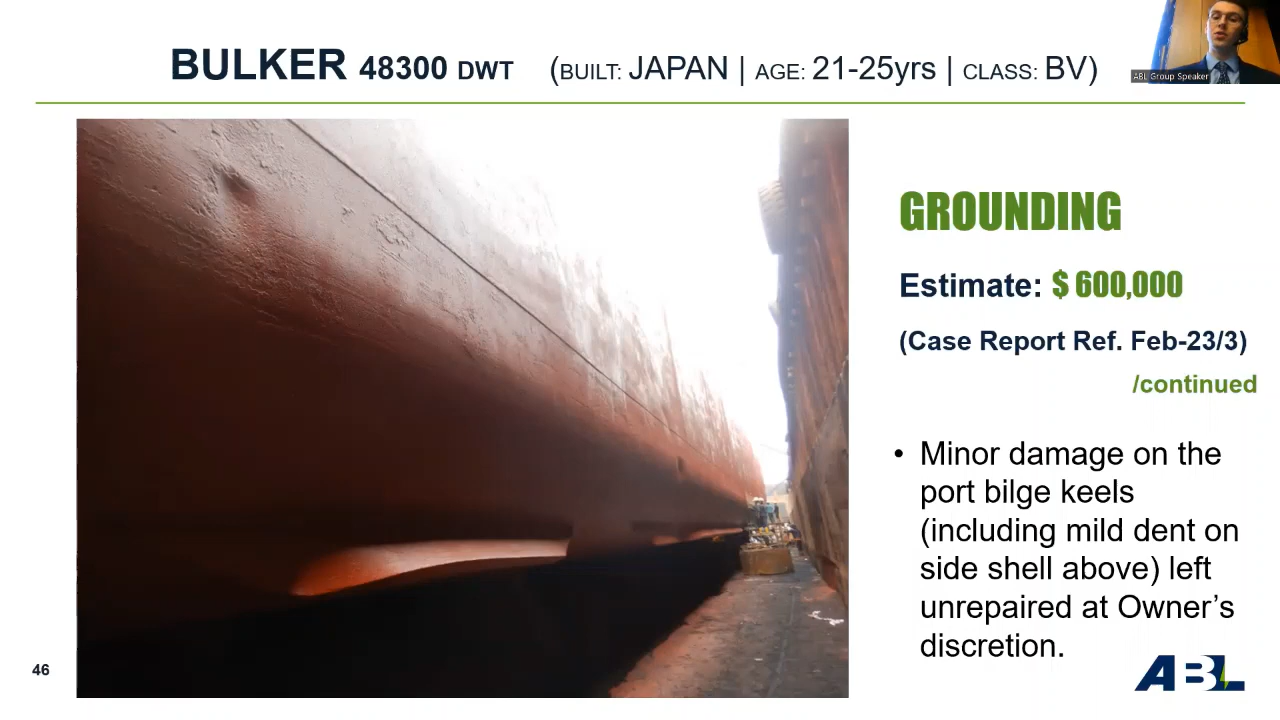 BULKER 48300 DWT (BUILT: JAPAN | AGE: 21-25yrs | CLASS: BV)
ABL Group Speaker
GROUNDING
Estimate: $ 600,000
(Case Report Ref. Feb-23/3)
/continued
• Minor damage on the
port bilge keels
(including mild dent on
side shell above) left
unrepaired at Owner’s
discretion.
46
ABL